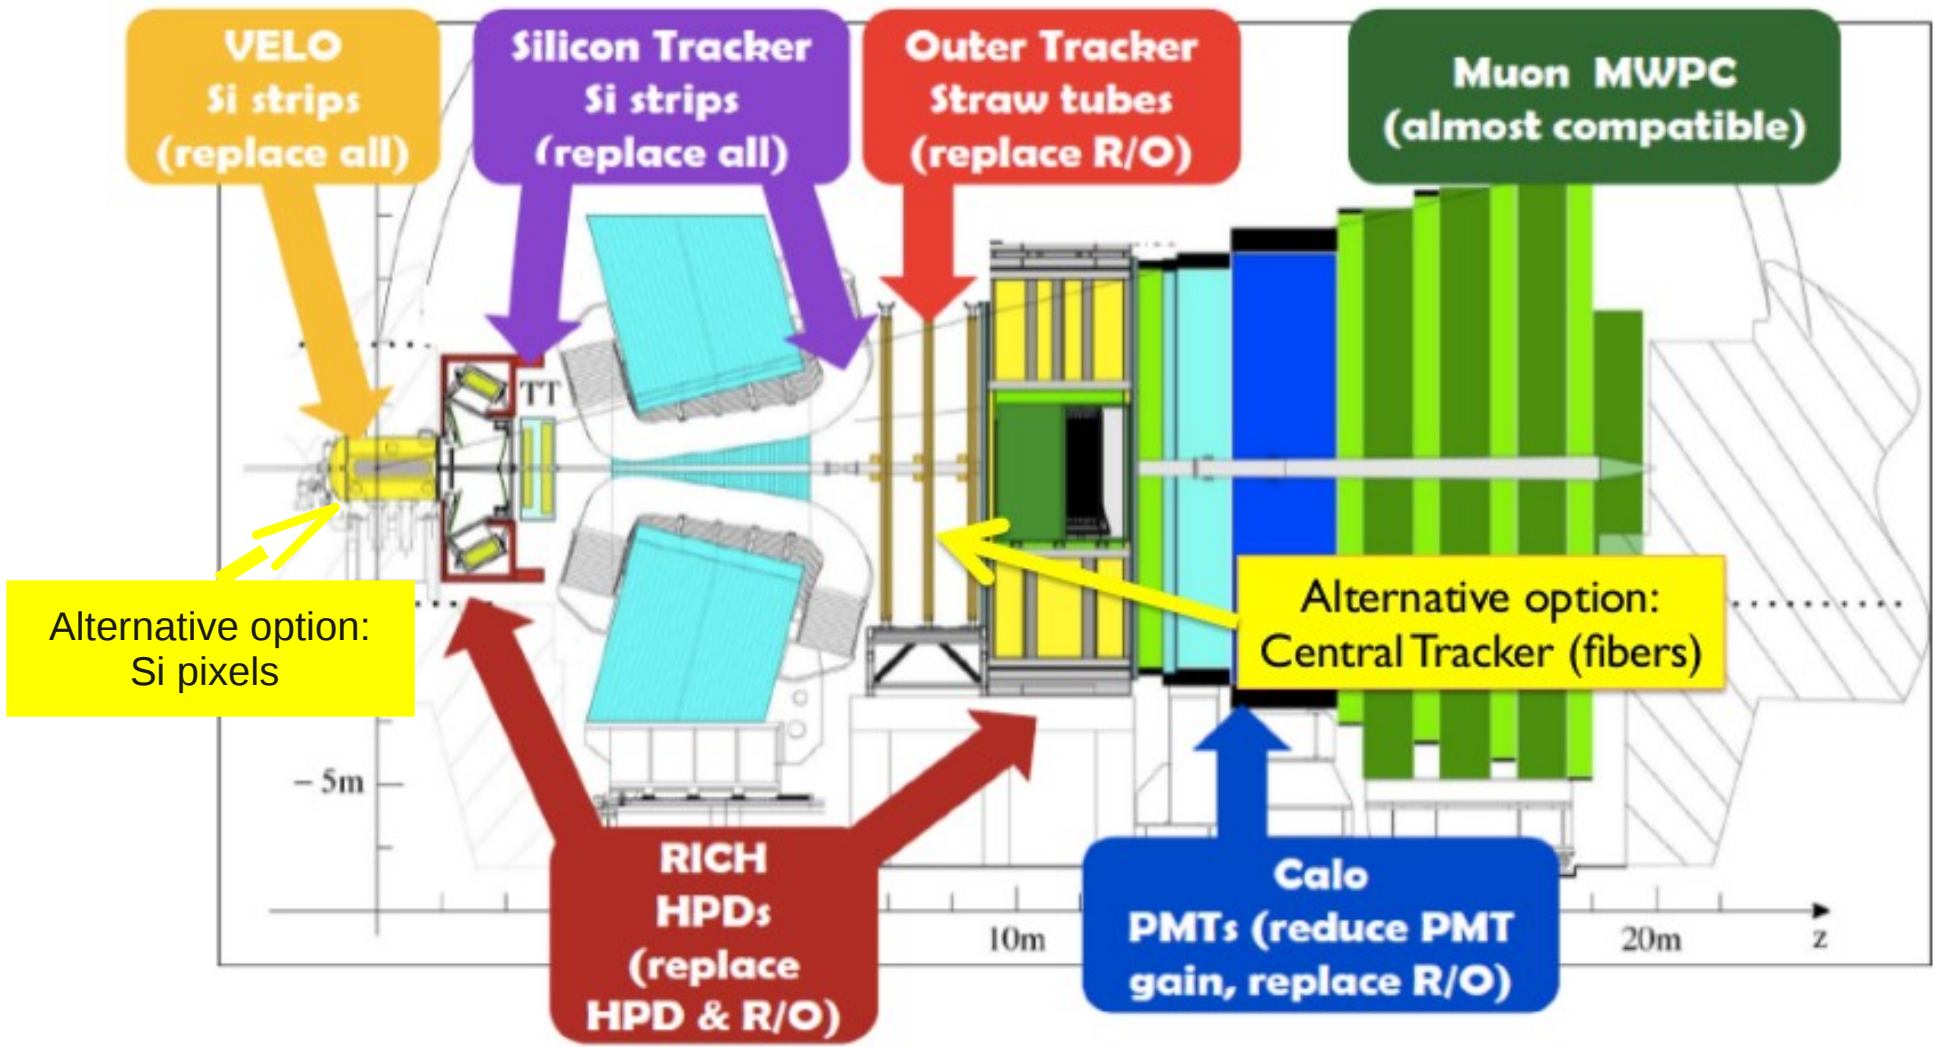 VELO
Si strips
(replace all)
Silicon Tracker
Si strips
(replace all)
Outer Tracker
Straw tubes
(replace R/O)
Muon MWPC
(almost compatible)
TT
Alternative option:
Si pixels
Alternative option:
Central Tracker (fibers)
– 5m
RICH
HPDs
(replace
HPD & R/O)
Calo
PMTs (reduce PMT
gain, replace R/O)
10m
20m
z